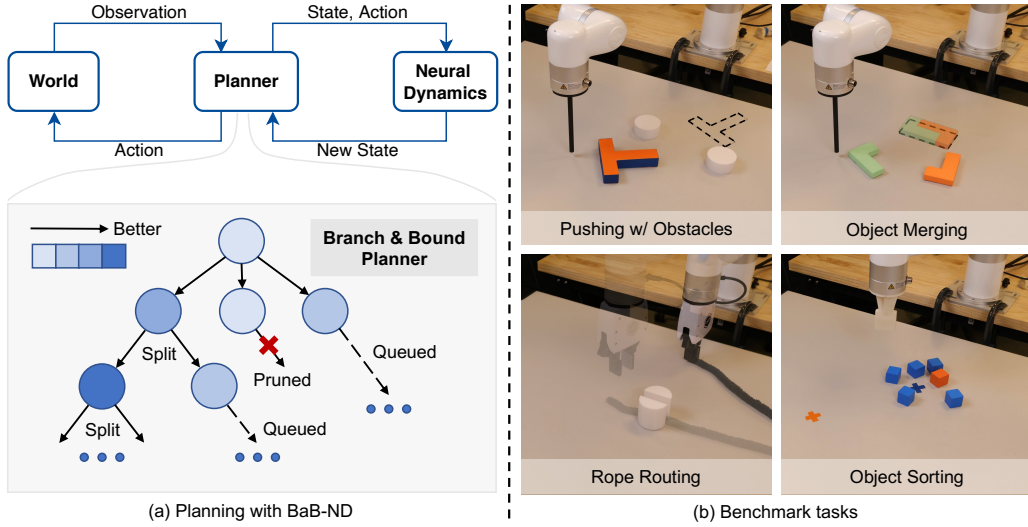 Observation
State, Action
World
Planner
Neural
Dynamics
Action
New State
Better
Branch & Bound
Planner
Split
Pruned
Queued
Split
Queued
(a) Planning with BaB-ND
Pushing w/ Obstacles
Object Merging
Rope Routing
Object Sorting
(b) Benchmark tasks